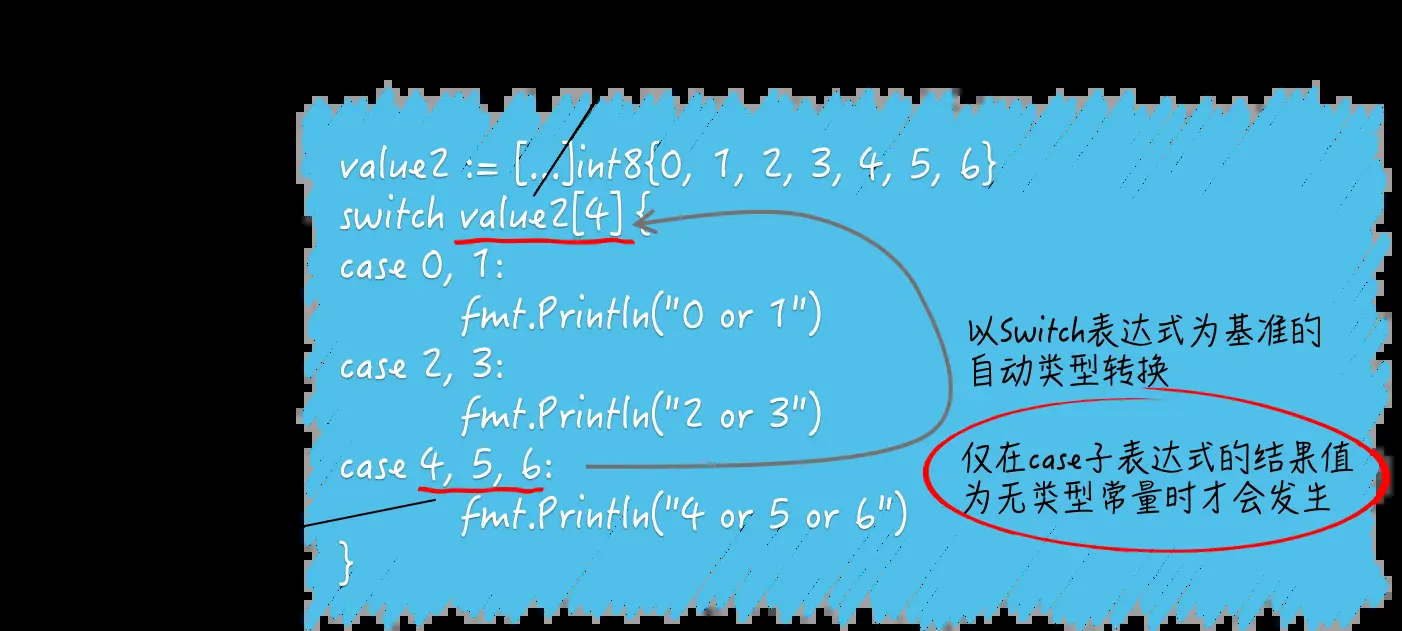 value2 := [...]int8{0, 1, 2, 3, 4, 5, 6}
switch value2[4] {
case 0, 1:
fmt.Println("0 or 1")
case 2, 3:
fmt.Println("2 or 3")
case 4, 5, 6:
fmt.Println("4 or 5 or 6")
}
以Switch表达式为基准的
自动类型转换
仅在case子表达式的结果值
为无类型常量时才会发生